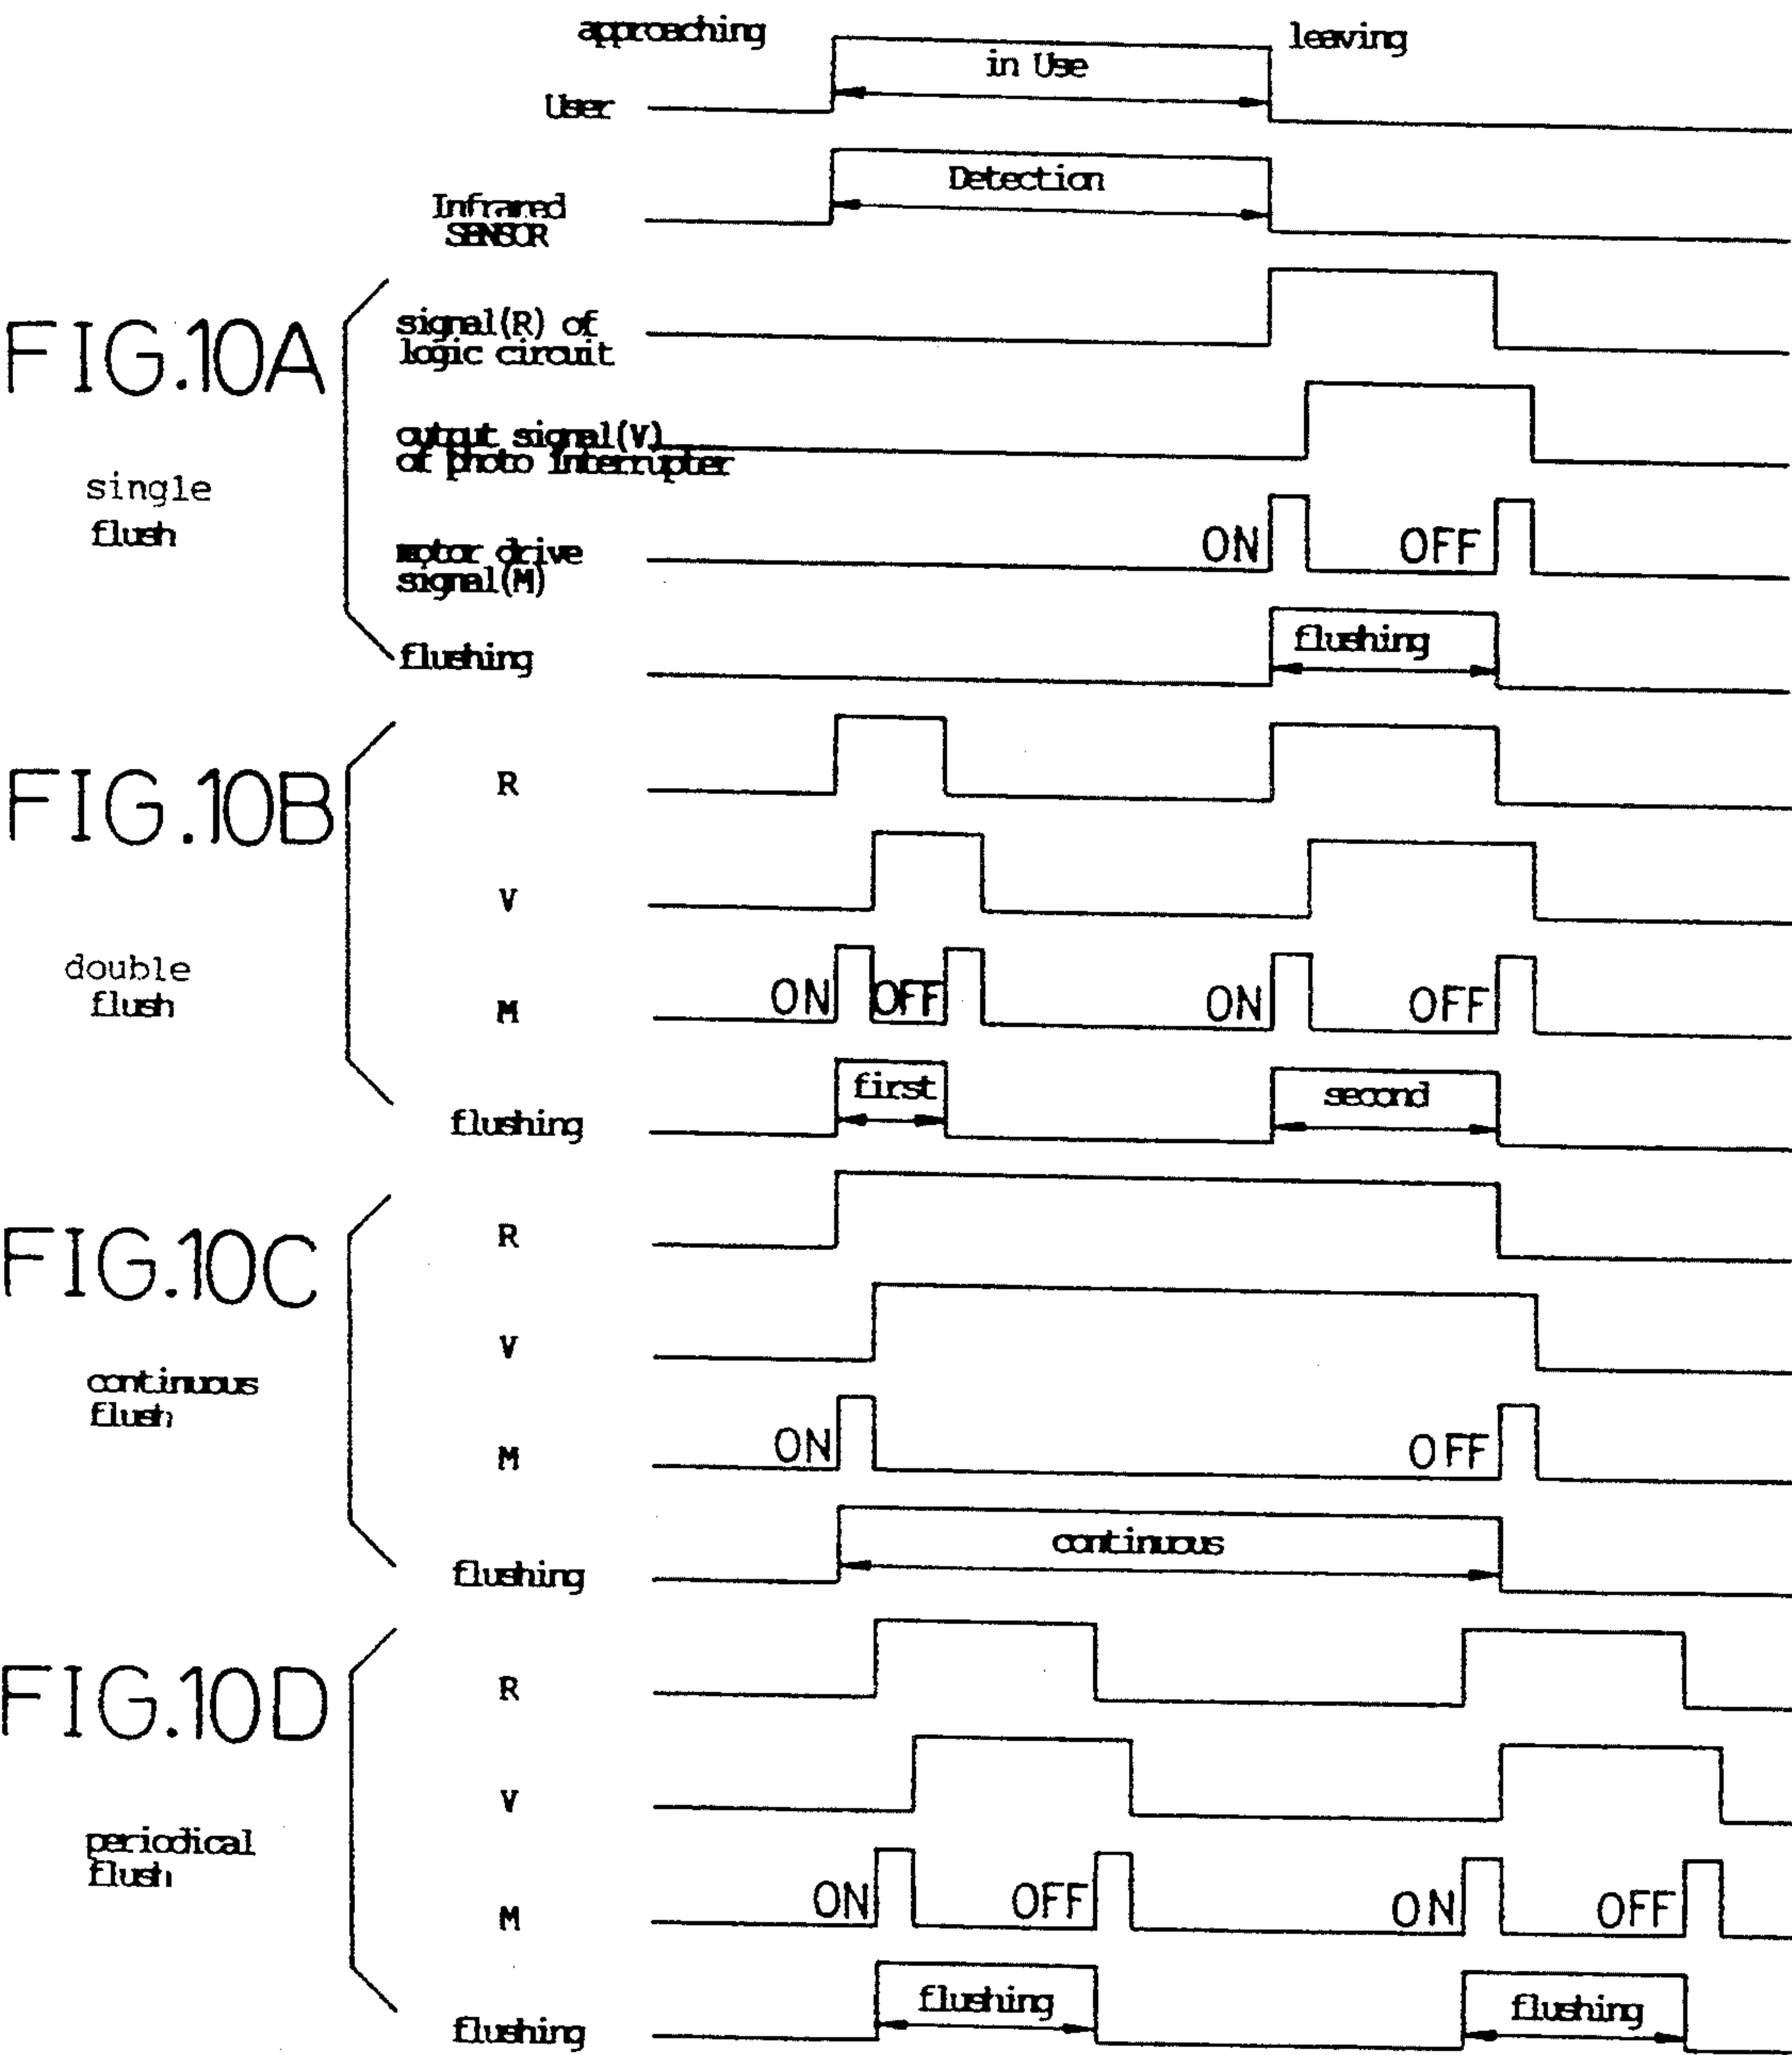 approaching
leaving
in Use
User
Detection
Infrared
SENSOR
FIG.10A
single
flush
signal(R) of
logic circuit
output signal(V)
of photo interrupter
motor drive
signal(M)
ON
OFF
flushing
flushing
FIG.10B
double
flush
R
V
M
ON
OFF
ON
OFF
flushing
first
second
FIG.10C
continuous
flush
R
V
M
ON
OFF
flushing
continuous
FIG.10D
periodical
flush
R
V
M
ON
OFF
ON
OFF
flushing
flushing
flushing